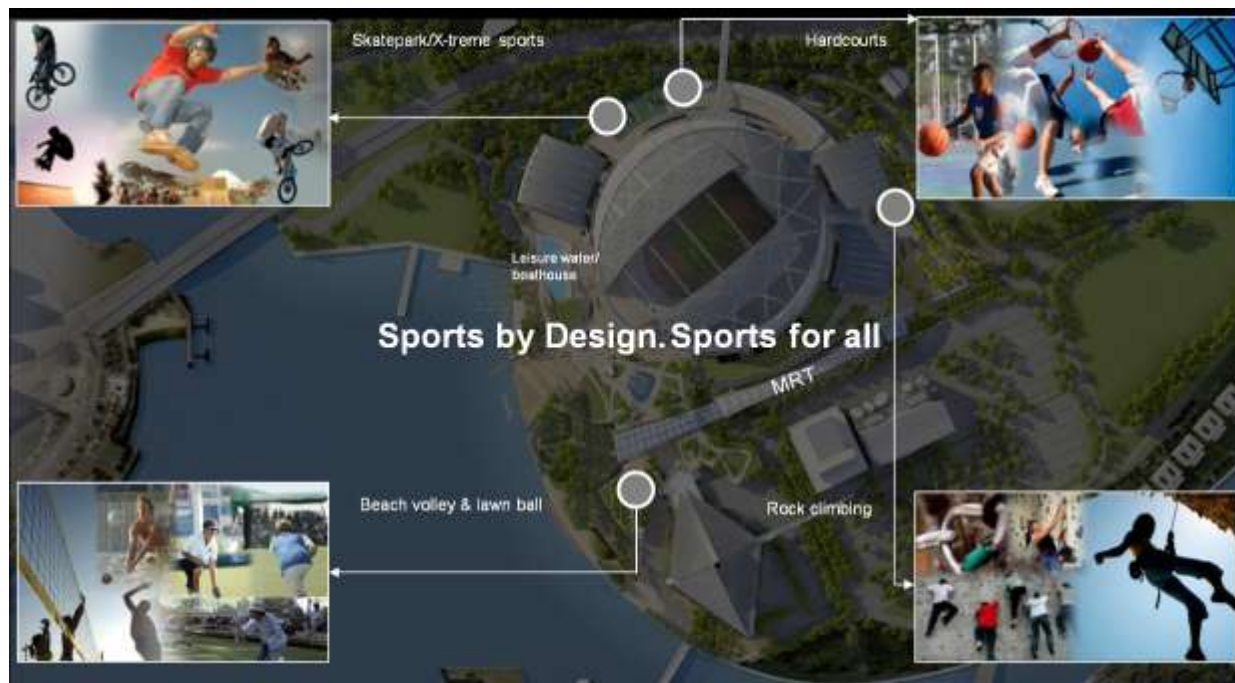 Skatepark/X-treme sports
Hardcourts
Leisure water/
boathouse
Sports by Design. Sports for all
MRT
Beach volley & lawn ball
Rock climbing